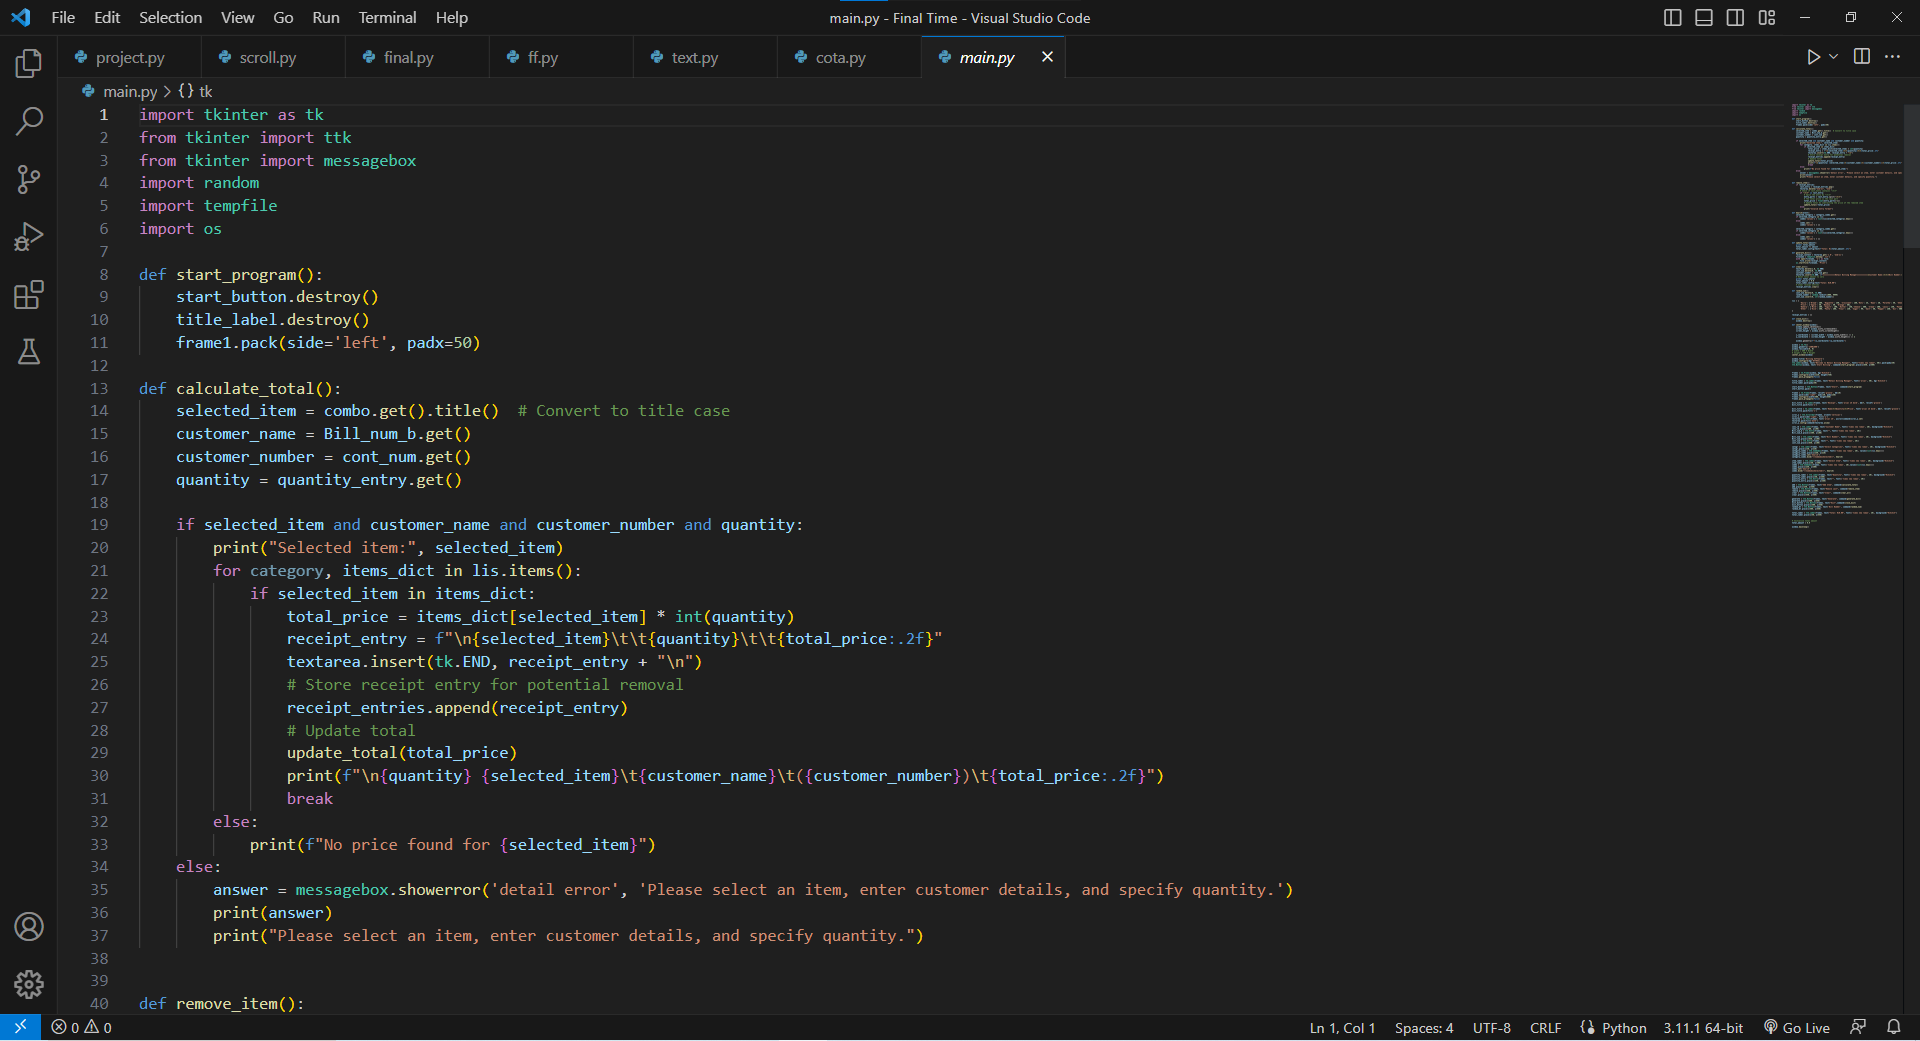 File Edit Selection View Go Run Terminal Help
main.py - Final Time - Visual Studio Code
project.py scroll.py final.py ff.py text.py cota.py main.py
main.py > {} tk
1 import tkinter as tk
2 from tkinter import ttk
3 from tkinter import messagebox
4 import random
5 import tempfile
6 import os
7
8 def start_program():
9     start_button.destroy()
10     title_label.destroy()
11     frame1.pack(side='left', padx=50)
12
13 def calculate_total():
14     selected_item = combo.get().title()  # Convert to title case
15     customer_name = Bill_num_b.get()
16     customer_number = cont_num.get()
17     quantity = quantity_entry.get()
18
19     if selected_item and customer_name and customer_number and quantity:
20         print("Selected item:", selected_item)
21         for category, items_dict in lis.items():
22             if selected_item in items_dict:
23                 total_price = items_dict[selected_item] * int(quantity)
24                 receipt_entry = f"\n{selected_item}\t\t{quantity}\t\t{total_price:.2f}"
25                 textarea.insert(tk.END, receipt_entry + "\n")
26                 # Store receipt entry for potential removal
27                 receipt_entries.append(receipt_entry)
28                 # Update total
29                 update_total(total_price)
30                 print(f"\n{quantity} {selected_item}\t{customer_name}\t({customer_number})\t{total_price:.2f}")
31                 break
32         else:
33             print(f"No price found for {selected_item}")
34     else:
35         answer = messagebox.showerror('detail error', 'Please select an item, enter customer details, and specify quantity.')
36         print(answer)
37         print("Please select an item, enter customer details, and specify quantity.")
38
39
40 def remove_item():
0 0 Ln 1, Col 1 Spaces: 4 UTF-8 CRLF Python 3.11.1 64-bit Go Live